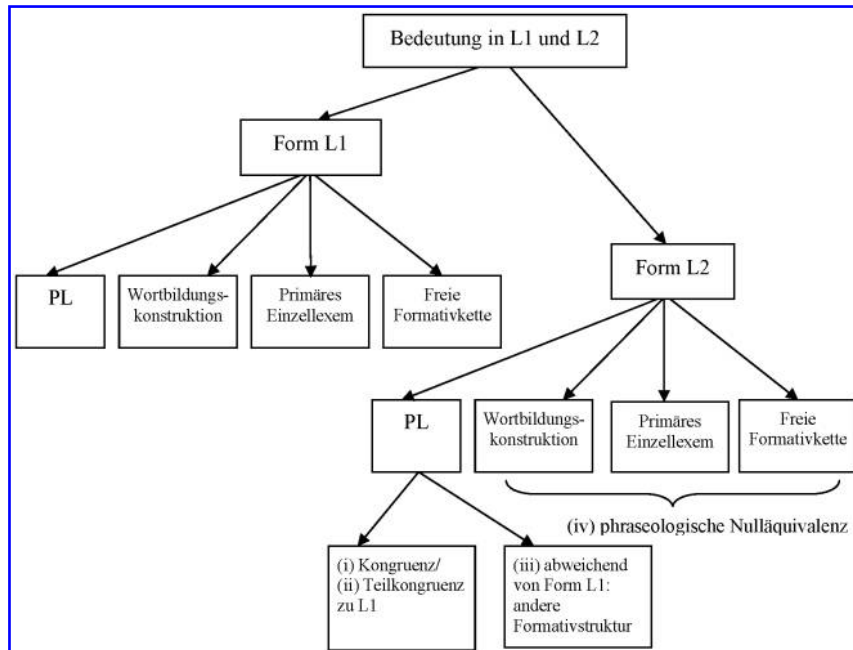 Bedeutung in L1 und L2
Form L1
PL
Wortbildungs-
konstruktion
Primäres
Einzellexem
Freie
Formativkette
Form L2
PL
Wortbildungs-
konstruktion
Primäres
Einzellexem
Freie
Formativkette
(iv) phraseologische Nulläquivalenz
(i) Kongruenz/
(ii) Teilkongruenz
zu L1
(iii) abweichend
von Form L1:
andere
Formativstruktur